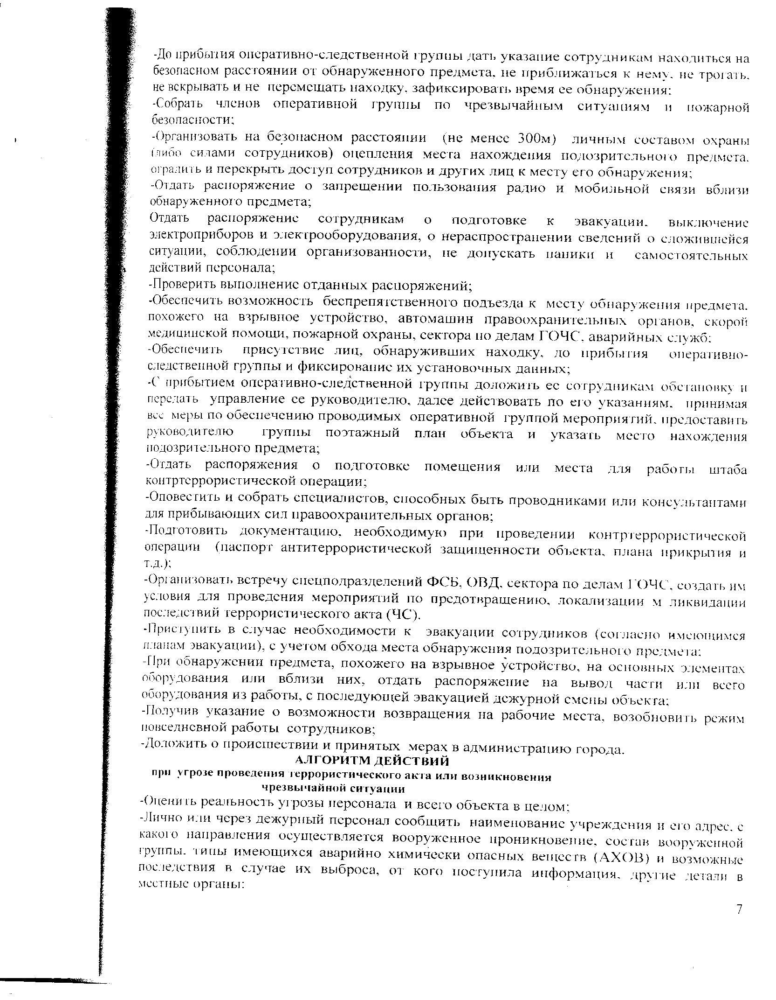 -До прибытия оперативно-следственной группы дать указание сотрудникам находиться на
безопасном расстоянии от обнаруженного предмета, не приближаться к нему, не трогать,
не вскрывать и не перемещать находку, зафиксировать время ее обнаружения;
-Собрать членов оперативной группы по чрезвычайным ситуациям и пожарной
безопасности;
-Организовать на безопасном расстоянии (не менее 300м) личным составом охраны
(либо силами сотрудников) оцепления места нахождения подозрительного предмета,
оградить и перекрыть доступ сотрудников и других лиц к месту его обнаружения;
-Отдать распоряжение о запрещении пользования радио и мобильной связи вблизи
обнаруженного предмета;
Отдать распоряжение сотрудникам о подготовке к эвакуации, выключение
электроприборов и электрооборудования, о нераспространении сведений о сложившейся
ситуации, соблюдении организованности, не допускать паники и самостоятельных
действий персонала;
-Проверить выполнение отданных распоряжений;
-Обеспечить возможность беспрепятственного подъезда к месту обнаружения предмета,
похожего на взрывное устройство, автомашин правоохранительных органов, скорой
медицинской помощи, пожарной охраны, сектора по делам ГОЧС, аварийных служб;
-Обеспечить присутствие лиц, обнаруживших находку, до прибытия оперативно-
следственной группы и фиксирование их установочных данных;
-С прибытием оперативно-следственной группы доложить ее сотрудникам обстановку и
передать управление ее руководителю, далее действовать по его указаниям, принимая
все меры по обеспечению проводимых оперативной группой мероприятий, предоставить
руководителю группы поэтажный план объекта и указать место нахождения
подозрительного предмета;
-Отдать распоряжения о подготовке помещения или места для работы штаба
контртеррористической операции;
-Оповестить и собрать специалистов, способных быть проводниками или консультантами
для прибывающих сил правоохранительных органов;
-Подготовить документацию, необходимую при проведении контртеррористической
операции (паспорт антитеррористической защищенности объекта, плана прикрытия и
т.д.);
-Организовать встречу спецподразделений ФСБ, ОВД, сектора по делам ГОЧС, создать им
условия для проведения мероприятий по предотвращению, локализации м ликвидации
последствий террористического акта (ЧС).
-Приступить в случае необходимости к эвакуации сотрудников (согласно имеющимся
планам эвакуации), с учетом обхода места обнаружения подозрительного предмета;
-При обнаружении предмета, похожего на взрывное устройство, на основных элементах
оборудования или вблизи них, отдать распоряжение на вывод части или всего
оборудования из работы, с последующей эвакуацией дежурной смены объекта;
-Получив указание о возможности возвращения на рабочие места, возобновить режим
повседневной работы сотрудников;
-Доложить о происшествии и принятых мерах в администрацию города.
АЛГОРИТМ ДЕЙСТВИЙ
при угрозе проведения террористического акта или возникновения
чрезвычайной ситуации
-Оценить реальность угрозы персонала и всего объекта в целом;
-Лично или через дежурный персонал сообщить наименование учреждения и его адрес, с
какого направления осуществляется вооруженное проникновение, состав вооруженной
группы, типы имеющихся аварийно химически опасных веществ (АХОВ) и возможные
последствия в случае их выброса, от кого поступила информация, другие детали в
местные органы:
7